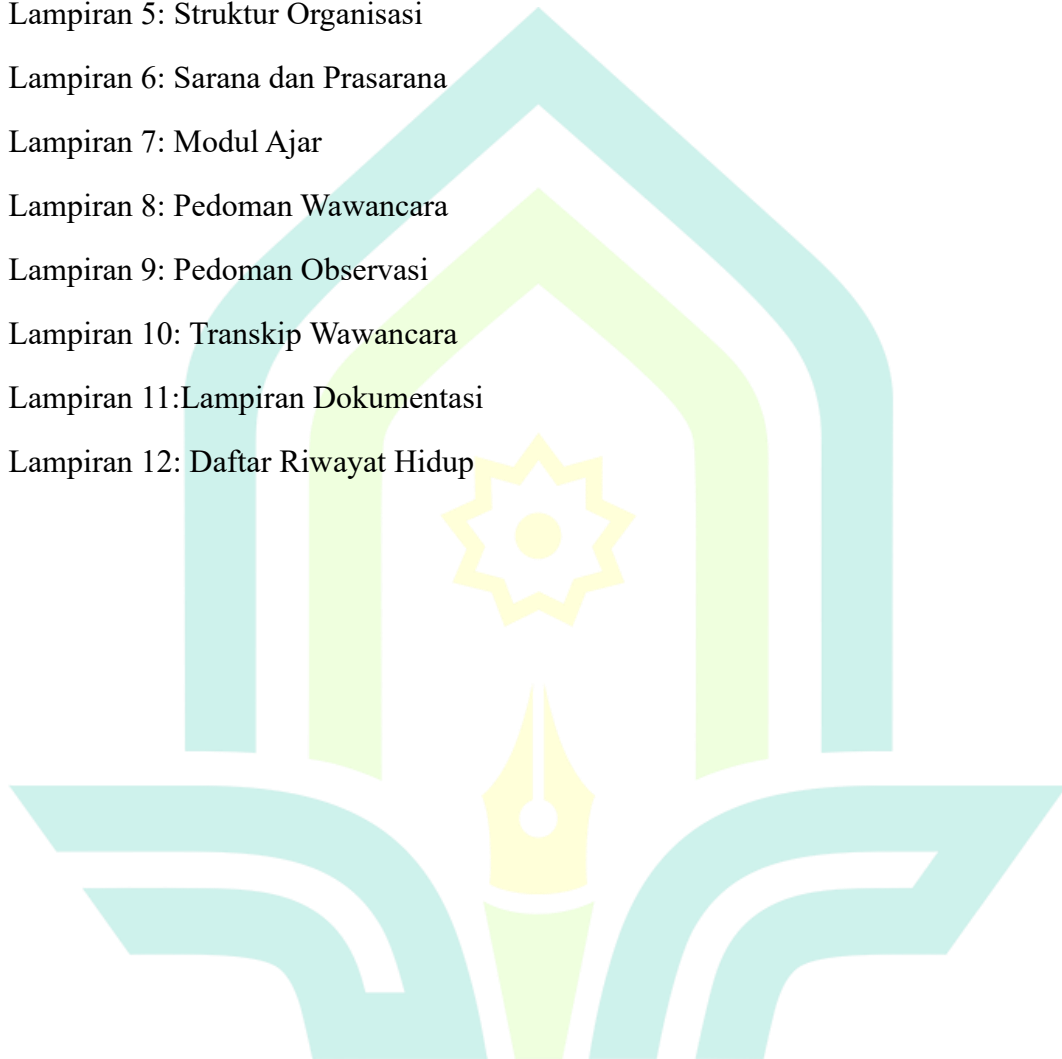 Lampiran 5: Struktur Organisasi
Lampiran 6: Sarana dan Prasarana
Lampiran 7: Modul Ajar
Lampiran 8: Pedoman Wawancara
Lampiran 9: Pedoman Observasi
Lampiran 10: Transkip Wawancara
Lampiran 11:Lampiran Dokumentasi
Lampiran 12: Daftar Riwayat Hidup